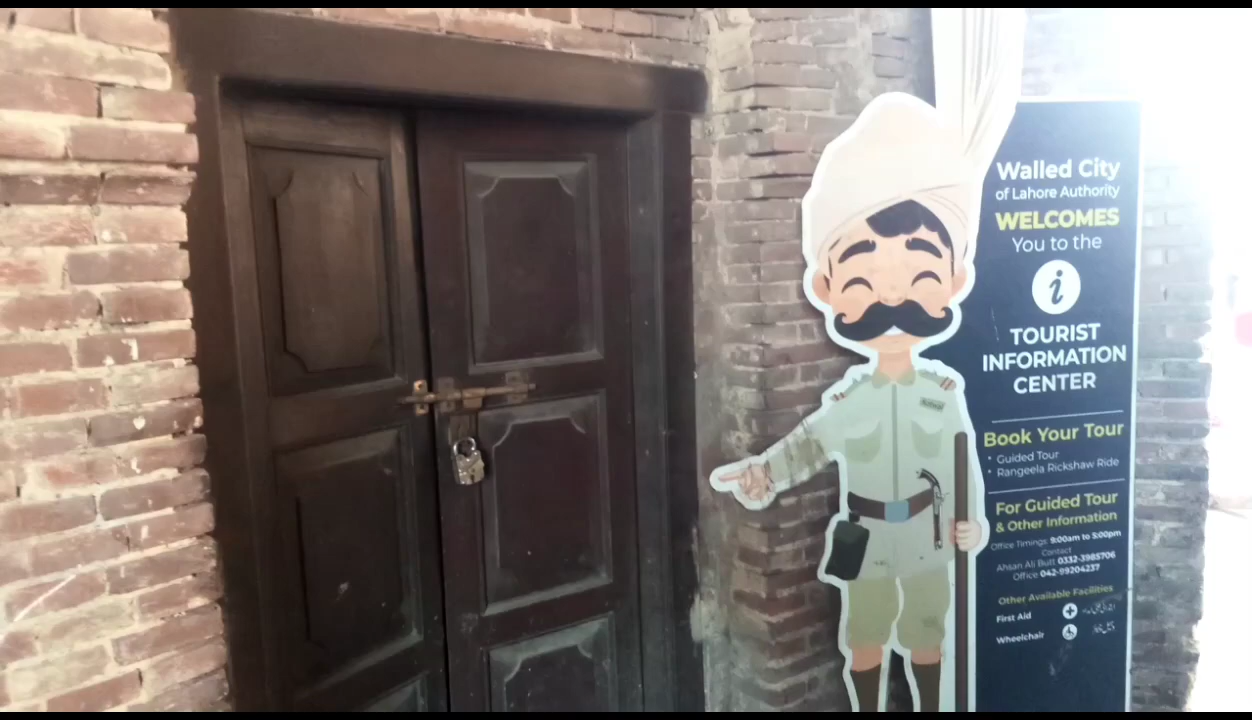 Walled City
of Lahore Authority
WELCOMES
You to the
i
TOURIST
INFORMATION
CENTER
Book Your Tour
• Guided Tour
• Rangeela Rickshaw Ride
For Guided Tour
& Other Information
Office Timings: 9:00am to 5:00pm
Contact
Ahsan Ali Butt 0332-3985706
Office 042-99204237
Other Available Facilities
First Aid
Wheelchair